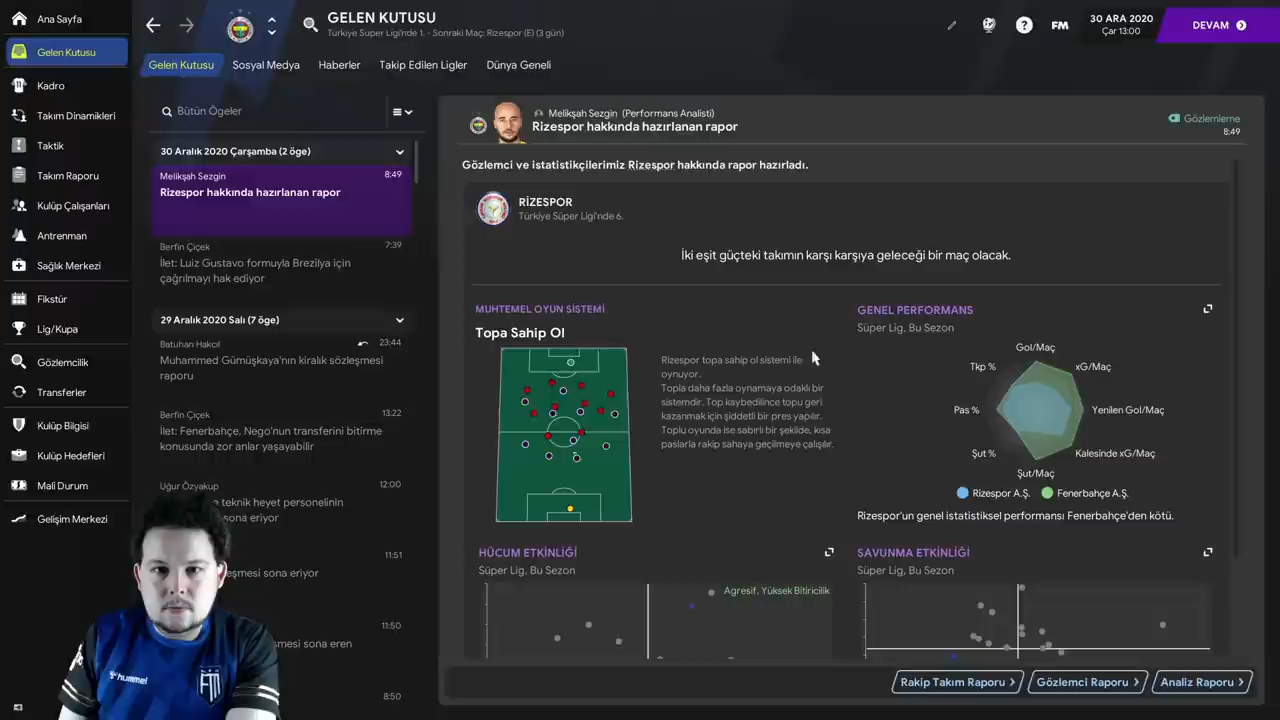 Ana Sayfa
Gelen Kutusu
Kadro
Takım Dinamikleri
Taktik
Takım Raporu
Kulüp Çalışanları
Antrenman
Sağlık Merkezi
Fikstür
Lig/Kupa
Gözlemcilik
Transferler
Kulüp Bilgisi
Kulüp Hedefleri
Mali Durum
Gelişim Merkezi
GELEN KUTUSU
Türkiye Süper Ligi'nde 1. - Sonraki Maç: Rizespor (E) (3 gün)
FM
30 ARA 2020
Çar 13:00
DEVAM
Gelen Kutusu
Sosyal Medya
Haberler
Takip Edilen Ligler
Dünya Geneli
Bütün Ögeler
30 Aralık 2020 Çarşamba (2 öge)
Melikşah Sezgin 8:49
Rizespor hakkında hazırlanan rapor
Berfin Çiçek 7:39
İlet: Luiz Gustavo formuyla Brezilya için
çağrılmayı hak ediyor
29 Aralık 2020 Salı (7 öge)
Batuhan Hakol 23:44
Muhammed Gümüşkaya'nın kiralık sözleşmesi
raporu
Berfin Çiçek 13:22
İlet: Fenerbahçe, Nego'nun transferini bitirme
konusunda zor anlar yaşayabilir
Uğur Özyakup 12:00
teknik heyet personelinin
sona eriyor
11:51
sona eriyor
11:50
sona eren
8:50
hummel
Melikşah Sezgin (Performans Analisti)
Rizespor hakkında hazırlanan rapor
Gözlemleme
8:49
Gözlemci ve istatistikçilerimiz Rizespor hakkında rapor hazırladı.
RİZESPOR
Türkiye Süper Ligi'nde 6.
İki eşit güçteki takımın karşı karşıya geleceği bir maç olacak.
MUHTEMEL OYUN SİSTEMİ
Topa Sahip Ol
Rizespor topa sahip ol sistemi ile
oynuyor.
Topla daha fazla oynamaya odaklı bir
sistemdir. Top kaybedilince topu geri
kazanmak için şiddetli bir pres yapılır.
Toplu oyunda ise sabırlı bir şekilde, kısa
paslarla rakip sahaya geçilmeye çalışılır.
GENEL PERFORMANS
Süper Lig, Bu Sezon
Gol/Maç
Tkp %
xG/Maç
Pas %
Yenilen Gol/Maç
Şut %
Kalesinde xG/Maç
Şut/Maç
Rizespor A.Ş.
Fenerbahçe A.Ş.
Rizespor'un genel istatistiksel performansı Fenerbahçe'den kötü.
HÜCUM ETKİNLİĞİ
Süper Lig, Bu Sezon
Agresif, Yüksek Bitiricilik
SAVUNMA ETKİNLİĞİ
Süper Lig, Bu Sezon
Rakip Takım Raporu
Gözlemci Raporu
Analiz Raporu